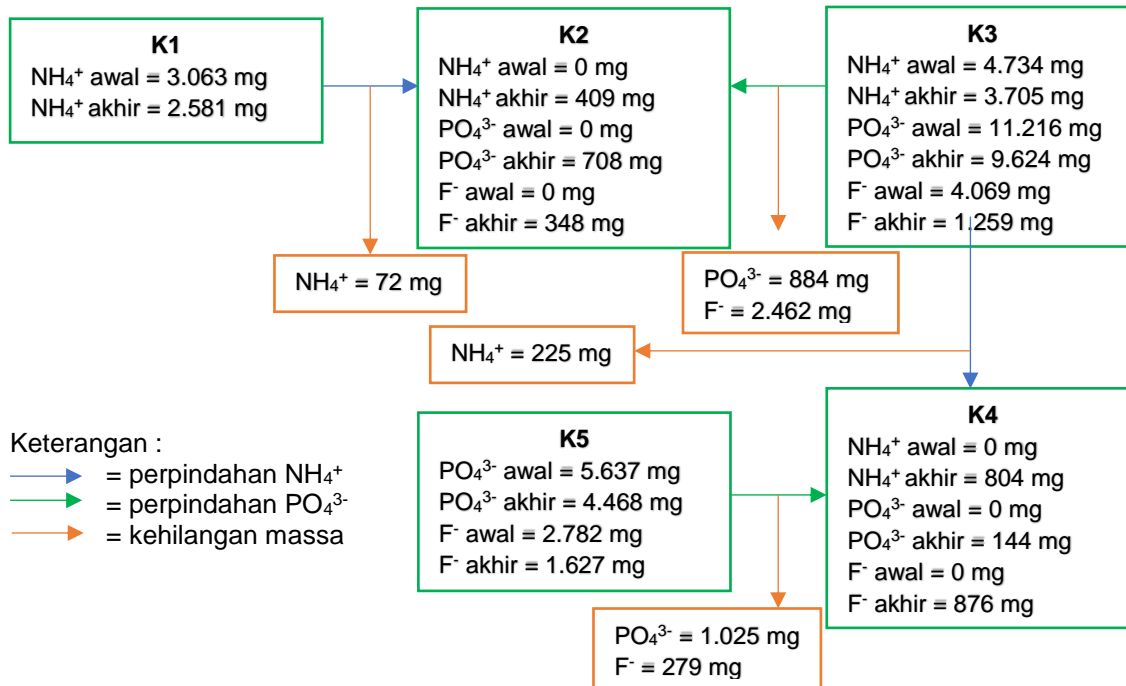 K1
NH₄⁺ awal = 3.063 mg
NH₄⁺ akhir = 2.581 mg
K2
NH₄⁺ awal = 0 mg
NH₄⁺ akhir = 409 mg
PO₄³⁻ awal = 0 mg
PO₄³⁻ akhir = 708 mg
F⁻ awal = 0 mg
F⁻ akhir = 348 mg
K3
NH₄⁺ awal = 4.734 mg
NH₄⁺ akhir = 3.705 mg
PO₄³⁻ awal = 11.216 mg
PO₄³⁻ akhir = 9.624 mg
F⁻ awal = 4.069 mg
F⁻ akhir = 1.259 mg
NH₄⁺ = 72 mg
PO₄³⁻ = 884 mg
F⁻ = 2.462 mg
NH₄⁺ = 225 mg
Keterangan :
= perpindahan NH₄⁺
= perpindahan PO₄³⁻
= kehilangan massa
K5
PO₄³⁻ awal = 5.637 mg
PO₄³⁻ akhir = 4.468 mg
F⁻ awal = 2.782 mg
F⁻ akhir = 1.627 mg
K4
NH₄⁺ awal = 0 mg
NH₄⁺ akhir = 804 mg
PO₄³⁻ awal = 0 mg
PO₄³⁻ akhir = 144 mg
F⁻ awal = 0 mg
F⁻ akhir = 876 mg
PO₄³⁻ = 1.025 mg
F⁻ = 279 mg